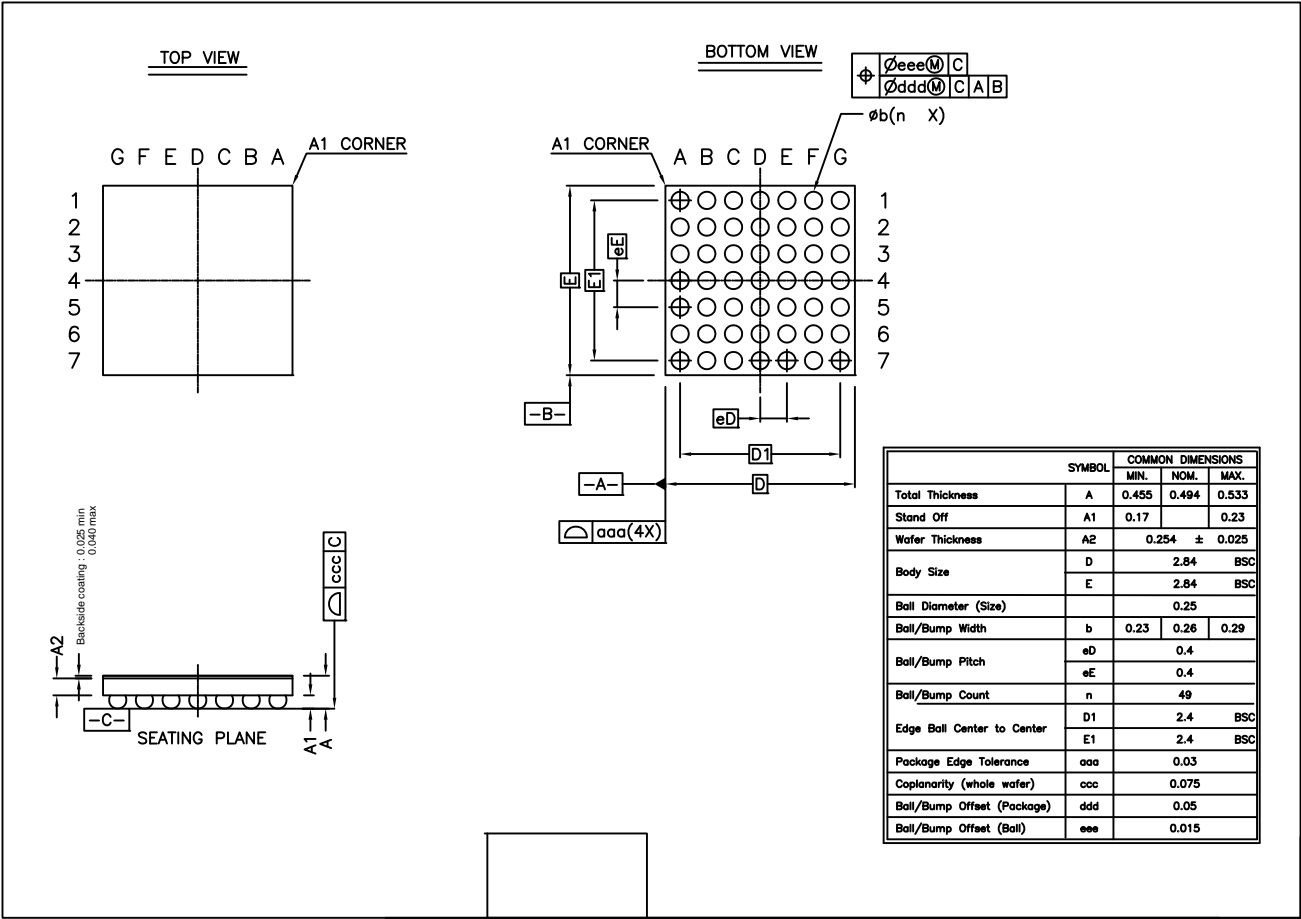 TOP VIEW
G F E D C B A
A1 CORNER
1
2
3
4
5
6
7
BOTTOM VIEW
Øeee Ⓜ C
Øddd Ⓜ C A B
øb(n X)
A1 CORNER
A B C D E F G
1
2
3
4
5
6
7
eE
E
E1
-B-
eD
D1
-A-
D
aaa(4X)
Backside coating : 0.025 min
0.040 max
ccc C
A2
-C-
SEATING PLANE
A1
A
SYMBOL COMMON DIMENSIONS
MIN. NOM. MAX.
Total Thickness A 0.455 0.494 0.533
Stand Off A1 0.17 0.23
Wafer Thickness A2 0.254 ± 0.025
Body Size D 2.84 BSC
E 2.84 BSC
Ball Diameter (Size) 0.25
Ball/Bump Width b 0.23 0.26 0.29
Ball/Bump Pitch eD 0.4
eE 0.4
Ball/Bump Count n 49
Edge Ball Center to Center D1 2.4 BSC
E1 2.4 BSC
Package Edge Tolerance aaa 0.03
Coplanarity (whole wafer) ccc 0.075
Ball/Bump Offset (Package) ddd 0.05
Ball/Bump Offset (Ball) eee 0.015